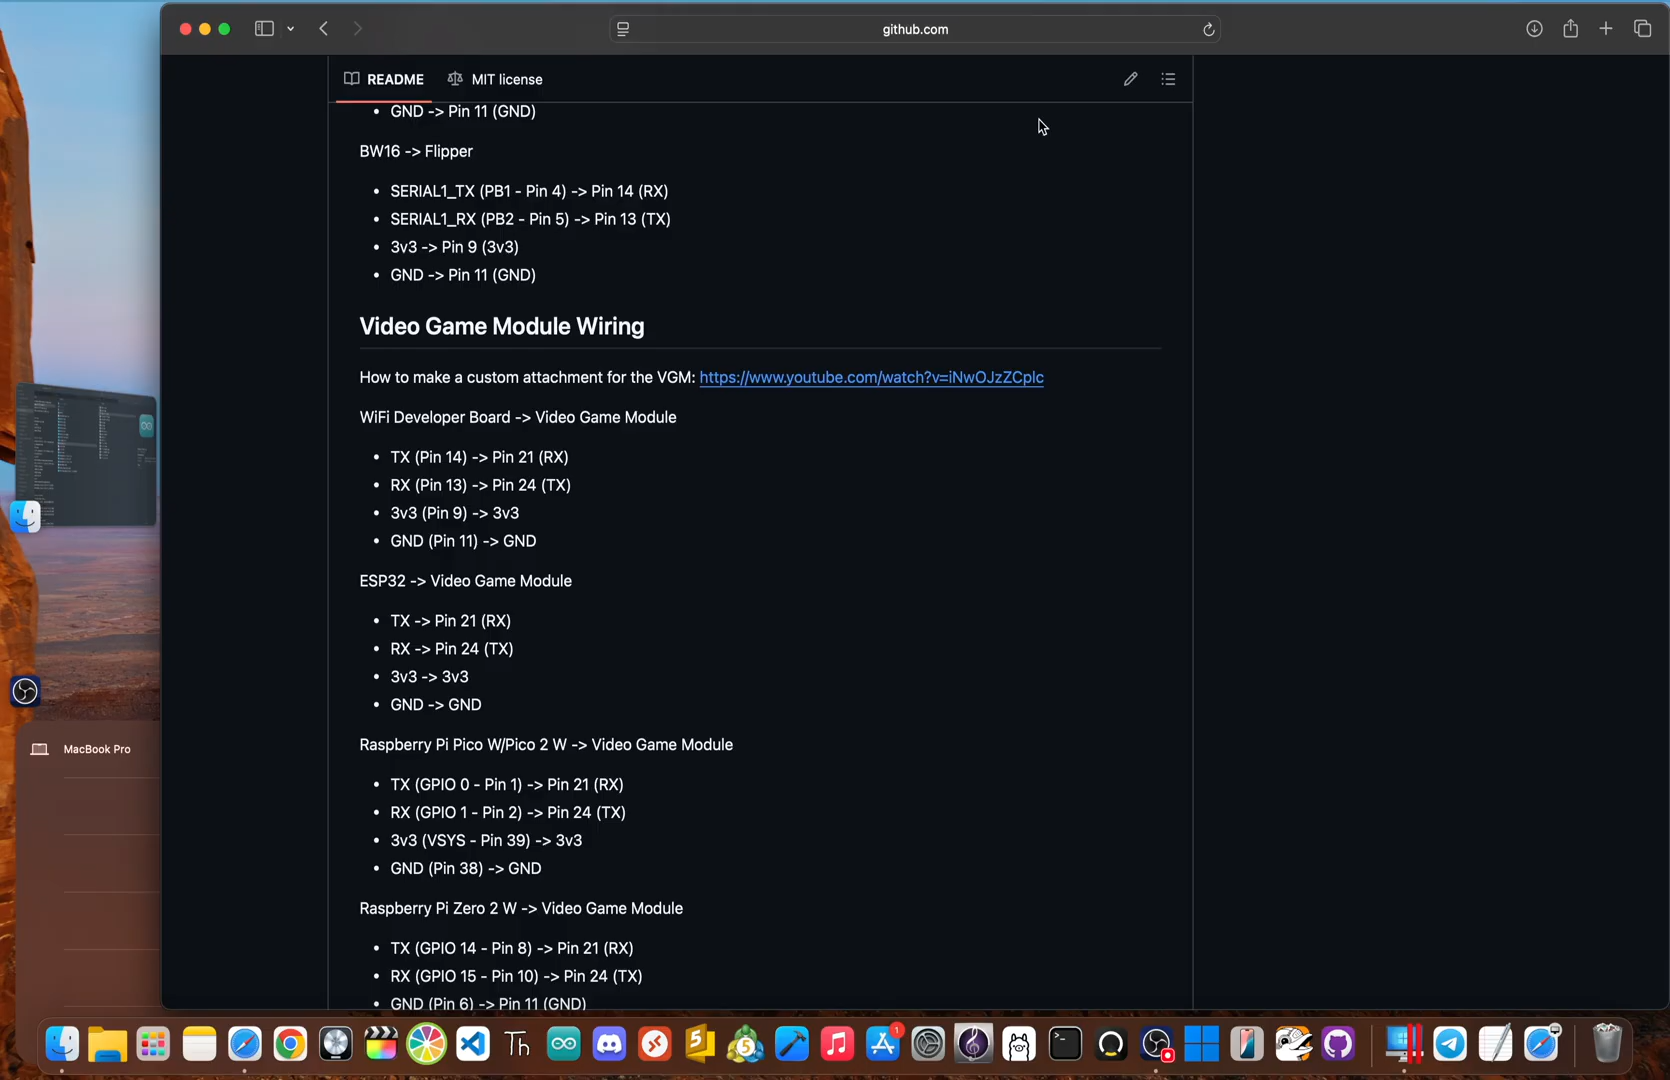 github.com
README
MIT license
GND -> Pin 11 (GND)
BW16 -> Flipper
SERIAL1_TX (PB1 - Pin 4) -> Pin 14 (RX)
SERIAL1_RX (PB2 - Pin 5) -> Pin 13 (TX)
3v3 -> Pin 9 (3v3)
GND -> Pin 11 (GND)
Video Game Module Wiring
How to make a custom attachment for the VGM: https://www.youtube.com/watch?v=iNwOJzZCplc
WiFi Developer Board -> Video Game Module
TX (Pin 14) -> Pin 21 (RX)
RX (Pin 13) -> Pin 24 (TX)
3v3 (Pin 9) -> 3v3
GND (Pin 11) -> GND
ESP32 -> Video Game Module
TX -> Pin 21 (RX)
RX -> Pin 24 (TX)
3v3 -> 3v3
GND -> GND
MacBook Pro
Raspberry Pi Pico W/Pico 2 W -> Video Game Module
TX (GPIO 0 - Pin 1) -> Pin 21 (RX)
RX (GPIO 1 - Pin 2) -> Pin 24 (TX)
3v3 (VSYS - Pin 39) -> 3v3
GND (Pin 38) -> GND
Raspberry Pi Zero 2 W -> Video Game Module
TX (GPIO 14 - Pin 8) -> Pin 21 (RX)
RX (GPIO 15 - Pin 10) -> Pin 24 (TX)
GND (Pin 6) -> Pin 11 (GND)
Th
5
5
1